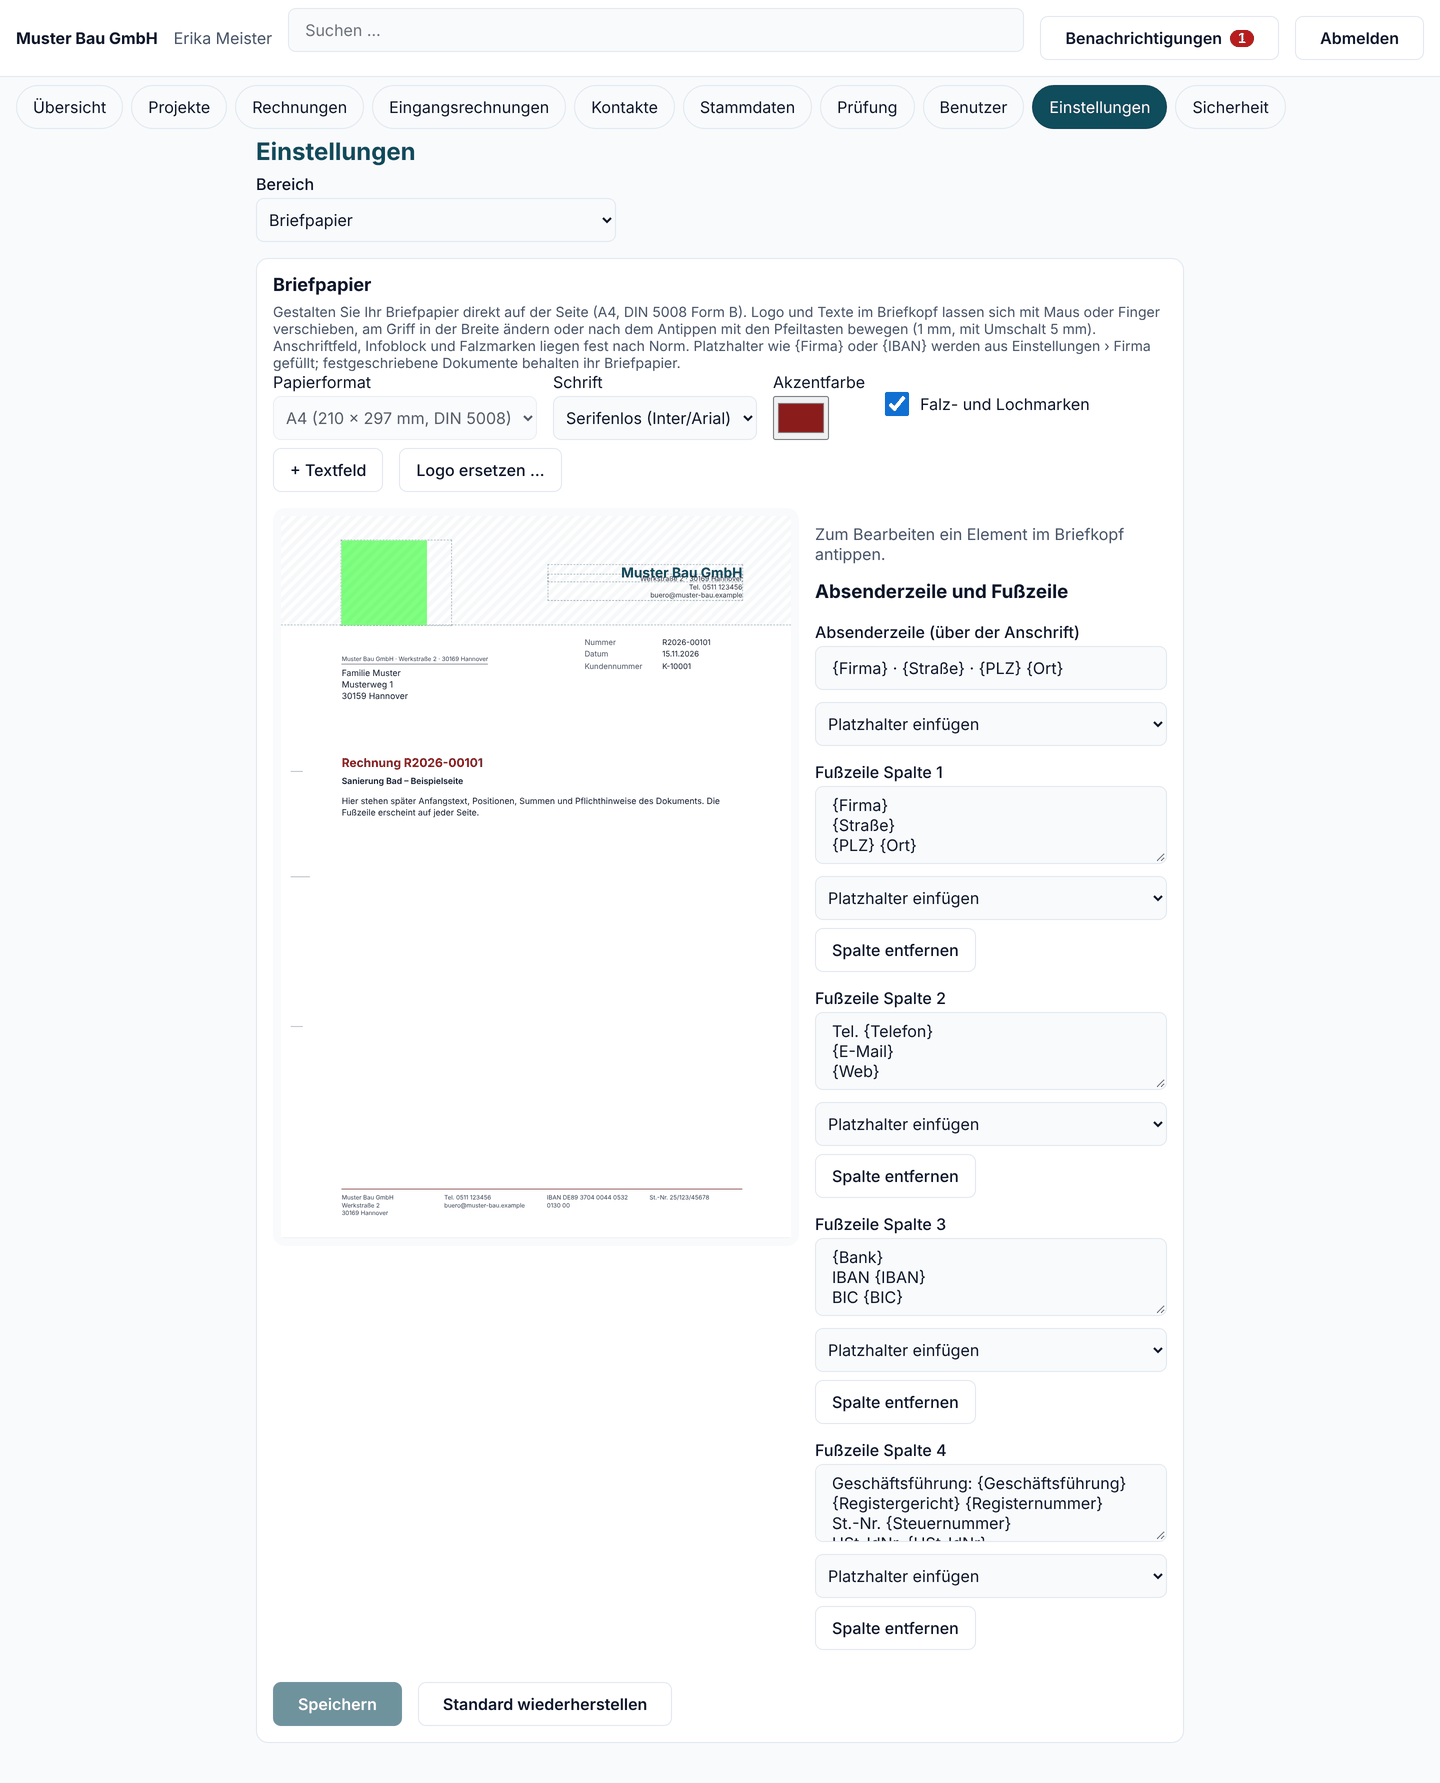 Muster Bau GmbH Erika Meister Suchen ... Benachrichtigungen 1 Abmelden
Übersicht Projekte Rechnungen Eingangsrechnungen Kontakte Stammdaten Prüfung Benutzer Einstellungen Sicherheit
Einstellungen
Bereich
Briefpapier
Briefpapier
Gestalten Sie Ihr Briefpapier direkt auf der Seite (A4, DIN 5008 Form B). Logo und Texte im Briefkopf lassen sich mit Maus oder Finger
verschieben, am Griff in der Breite ändern oder nach dem Antippen mit den Pfeiltasten bewegen (1 mm, mit Umschalt 5 mm).
Anschriftfeld, Infoblock und Falzmarken liegen fest nach Norm. Platzhalter wie {Firma} oder {IBAN} werden aus Einstellungen › Firma
gefüllt; festgeschriebene Dokumente behalten ihr Briefpapier.
Papierformat Schrift Akzentfarbe
A4 (210 × 297 mm, DIN 5008) Serifenlos (Inter/Arial) Falz- und Lochmarken
+ Textfeld Logo ersetzen ...
Muster Bau GmbH
Werkstraße 2 · 30169 Hannover
Tel. 0511 123456
buero@muster-bau.example
Nummer R2026-00101
Datum 15.11.2026
Kundennummer K-10001
Muster Bau GmbH · Werkstraße 2 · 30169 Hannover
Familie Muster
Musterweg 1
30159 Hannover
Rechnung R2026-00101
Sanierung Bad – Beispielseite
Hier stehen später Anfangstext, Positionen, Summen und Pflichthinweise des Dokuments. Die
Fußzeile erscheint auf jeder Seite.
Muster Bau GmbH Tel. 0511 123456 IBAN DE89 3704 0044 0532 St.-Nr. 25/123/45678
Werkstraße 2 buero@muster-bau.example 0130 00
30169 Hannover
Zum Bearbeiten ein Element im Briefkopf
antippen.
Absenderzeile und Fußzeile
Absenderzeile (über der Anschrift)
{Firma} · {Straße} · {PLZ} {Ort}
Platzhalter einfügen
Fußzeile Spalte 1
{Firma}
{Straße}
{PLZ} {Ort}
Platzhalter einfügen
Spalte entfernen
Fußzeile Spalte 2
Tel. {Telefon}
{E-Mail}
{Web}
Platzhalter einfügen
Spalte entfernen
Fußzeile Spalte 3
{Bank}
IBAN {IBAN}
BIC {BIC}
Platzhalter einfügen
Spalte entfernen
Fußzeile Spalte 4
Geschäftsführung: {Geschäftsführung}
{Registergericht} {Registernummer}
St.-Nr. {Steuernummer}
Platzhalter einfügen
Spalte entfernen
Speichern Standard wiederherstellen